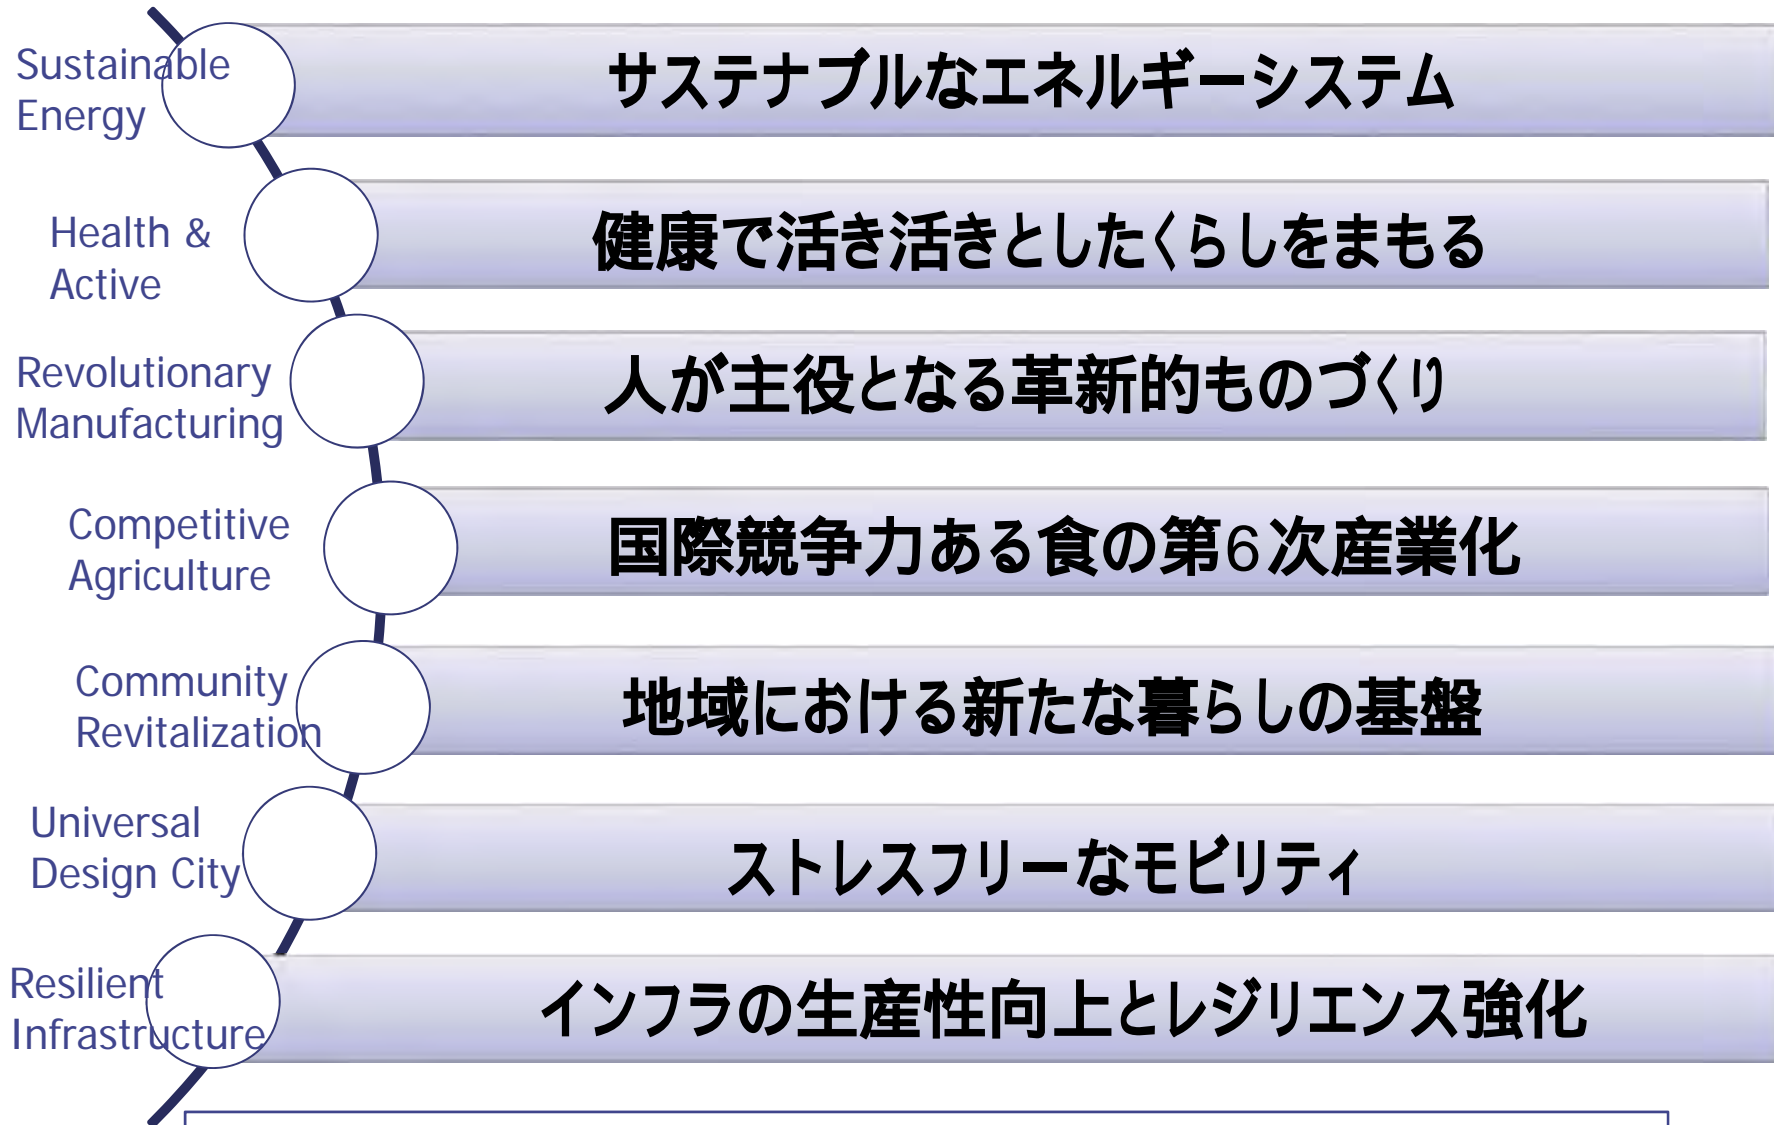 Sustainable
Energy
サステナブルなエネルギーシステム
Health &
Active
健康で活き活きとしたくらしをまもる
Revolutionary
Manufacturing
人が主役となる革新的ものづくり
Competitive
Agriculture
国際競争力ある食の第6次産業化
Community
Revitalization
地域における新たな暮らしの基盤
Universal
Design City
ストレスフリーなモビリティ
Resilient
Infrastructure
インフラの生産性向上とレジリエンス強化